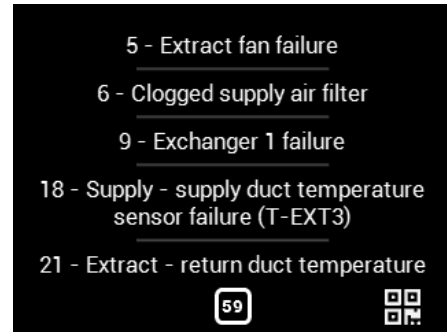 5 - Extract fan failure
6 - Clogged supply air filter
9 - Exchanger 1 failure
18 - Supply - supply duct temperature
sensor failure (T-EXT3)
21 - Extract - return duct temperature
59